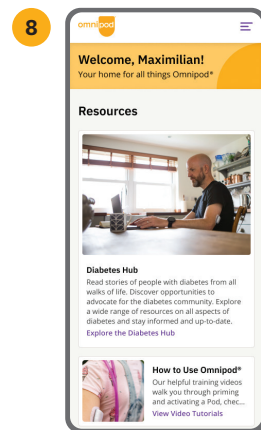 8
omnipod
Welcome, Maximilian!
Your home for all things Omnipod®
Resources
Diabetes Hub
Read stories of people with diabetes from all
walks of life. Discover opportunities to
advocate for the diabetes community. Explore
a wide range of resources on all aspects of
diabetes and stay informed and up-to-date.
Explore the Diabetes Hub
How to Use Omnipod®
Our helpful training videos
walk you through priming
and activating a Pod, chec...
View Video Tutorials